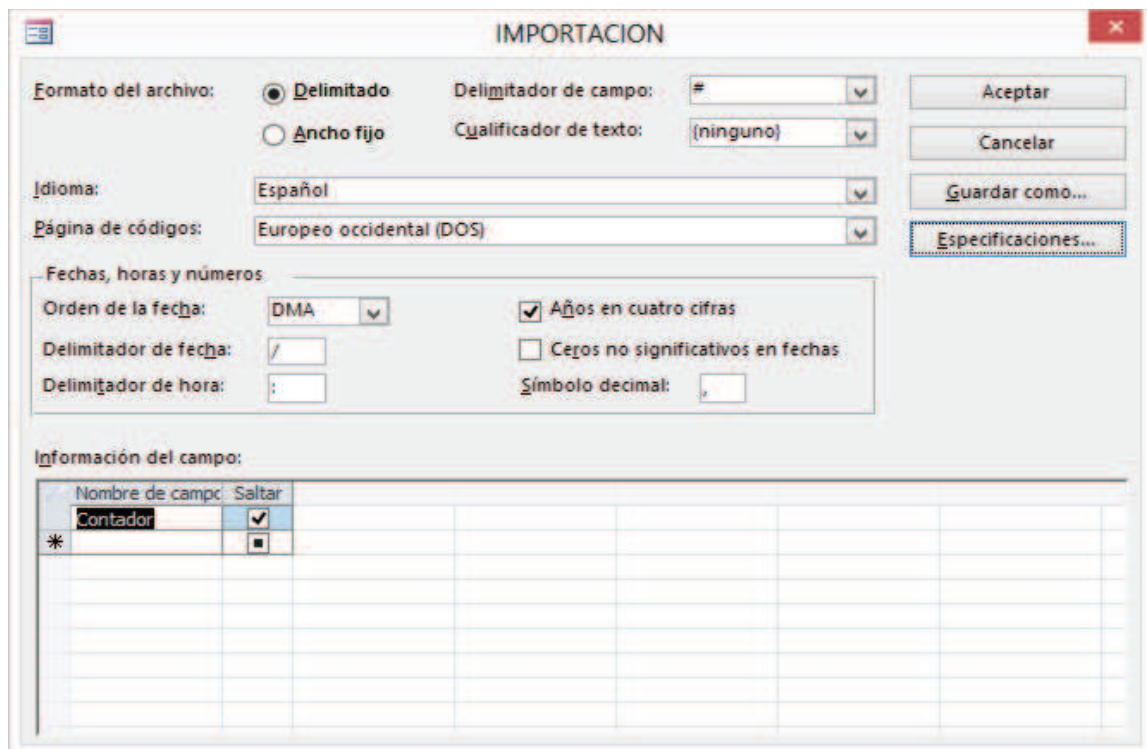 IMPORTACION
Formato del archivo: Delimitado Delimitador de campo: # Aceptar
Ancho fijo Cualificador de texto: {ninguno} Cancelar
Idioma: Español Guardar como...
Página de códigos: Europeo occidental (DOS) Especificaciones...
Fechas, horas y números
Orden de la fecha: DMA Años en cuatro cifras
Delimitador de fecha: / Ceros no significativos en fechas
Delimitador de hora: : Símbolo decimal: ,
Información del campo:
Nombre de campo Saltar
Contador